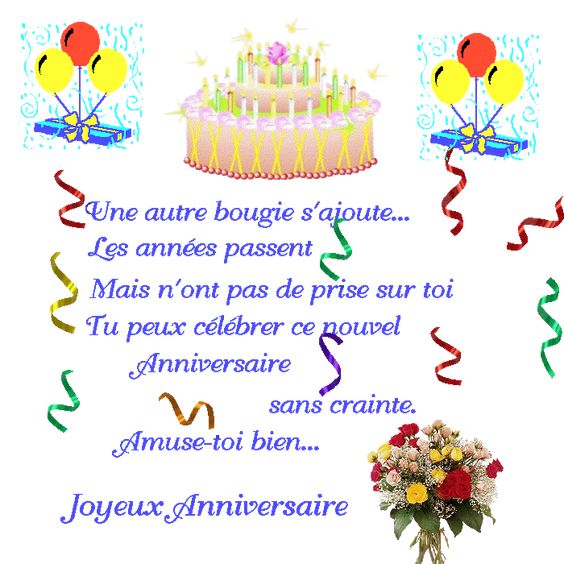 Une autre bougie s'ajoute...
Les années passent
Mais n'ont pas de prise sur toi
Tu peux célébrer ce nouvel
Anniversaire
sans crainte.
Amuse-toi bien...
Joyeux Anniversaire